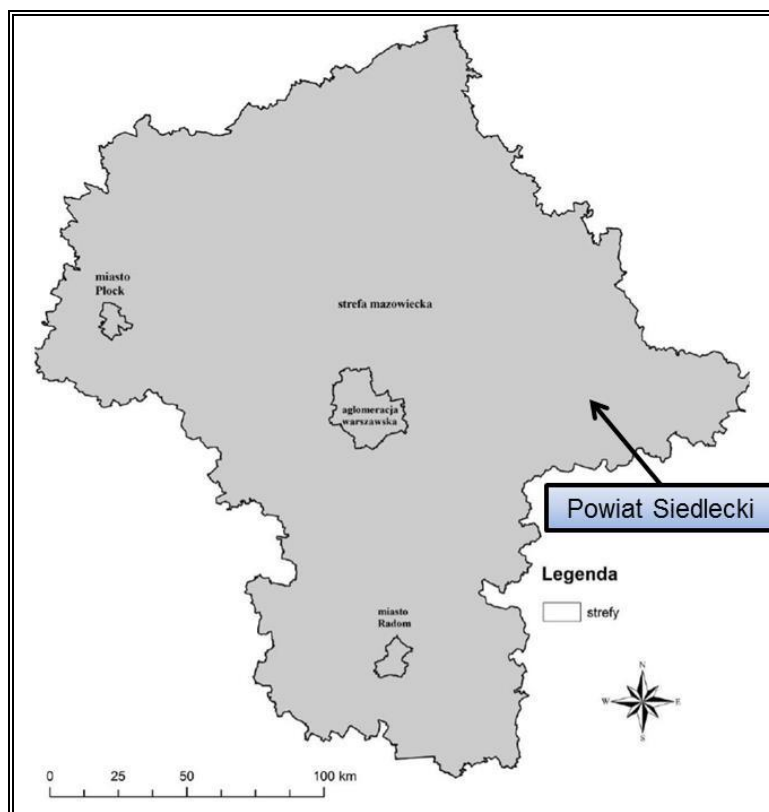 miasto
Płock
strefa mazowiecka
aglomeracja
warszawska
Powiat Siedlecki
Legenda
strefy
miasto
Radom
N
W
E
S
0 25 50 100 km